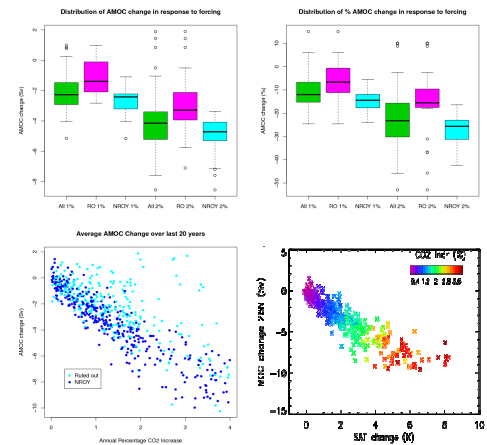 Distribution of AMOC change in response to forcing
AMOC change (Sv)
2
0
−2
−4
−6
−8
All 1% RO 1% NROY 1% All 2% RO 2% NROY 2%
Distribution of % AMOC change in response to forcing
AMOC change (%)
10
0
−10
−20
−30
−40
−50
All 1% RO 1% NROY 1% All 2% RO 2% NROY 2%
Average AMOC Change over last 20 years
AMOC change (Sv)
2
0
−2
−4
−6
−8
−10
Ruled out
NROY
0 1 2 3 4
Annual Percentage CO2 Increase
CO2 Incr (%)
5
0
−5
−10
−15
0 2 4 6 8 10
SAT change (K)